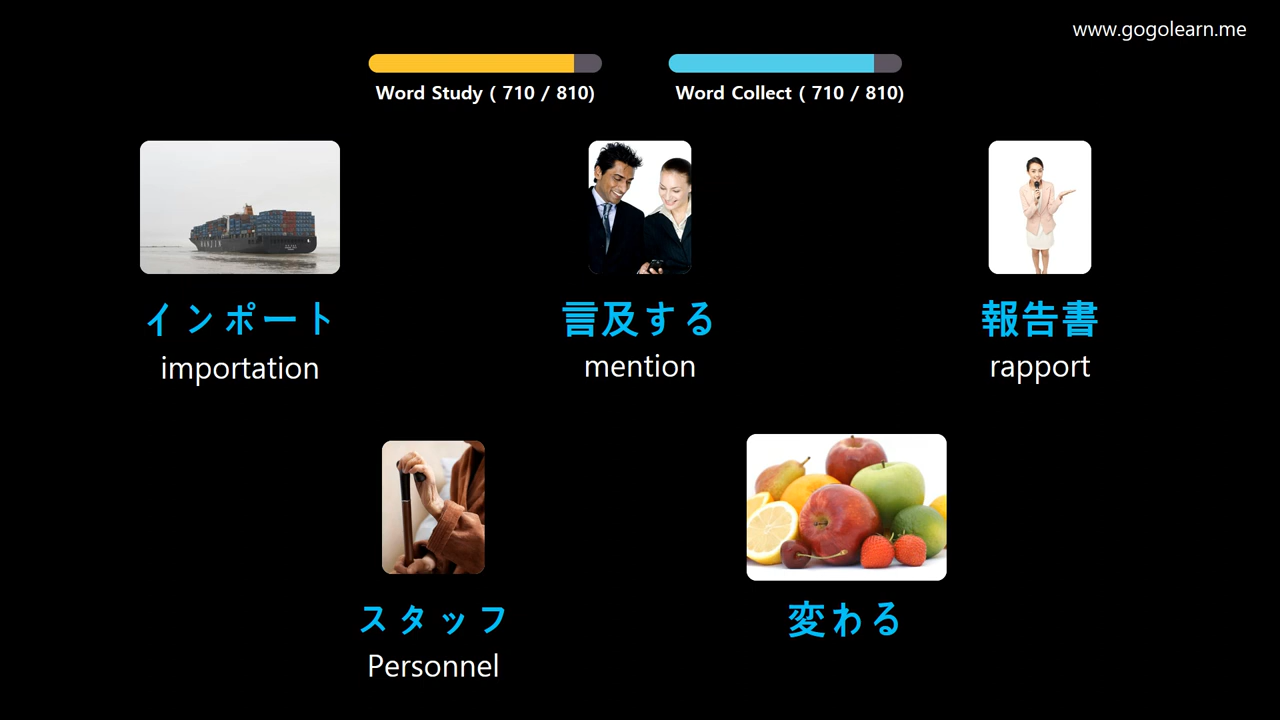 www.gogolearn.me
Word Study ( 710 / 810)
Word Collect ( 710 / 810)
インポート
importation
言及する
mention
報告書
rapport
スタッフ
Personnel
変わる